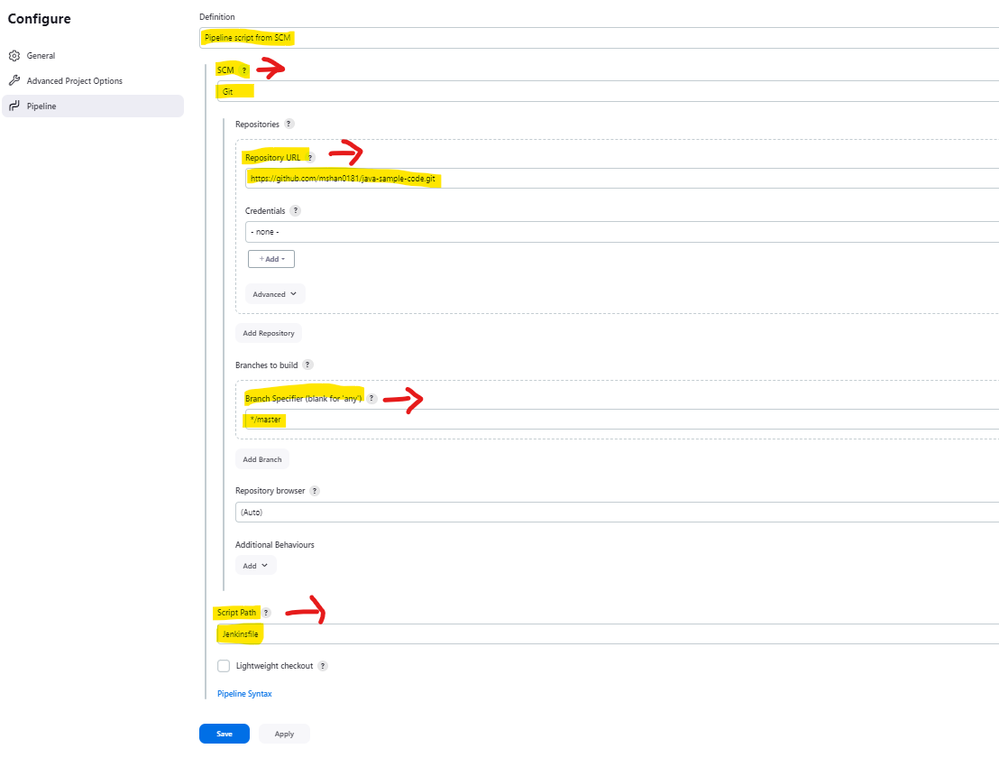 Configure
General
Advanced Project Options
Pipeline
Definition
Pipeline script from SCM
SCM ?
Git
Repositories ?
Repository URL ?
https://github.com/mshan0181/java-sample-code.git
Credentials ?
- none -
+ Add
Advanced
Add Repository
Branches to build ?
Branch Specifier (blank for 'any') ?
*/master
Add Branch
Repository browser ?
(Auto)
Additional Behaviours
Add
Script Path ?
Jenkinsfile
Lightweight checkout ?
Pipeline Syntax
Save Apply